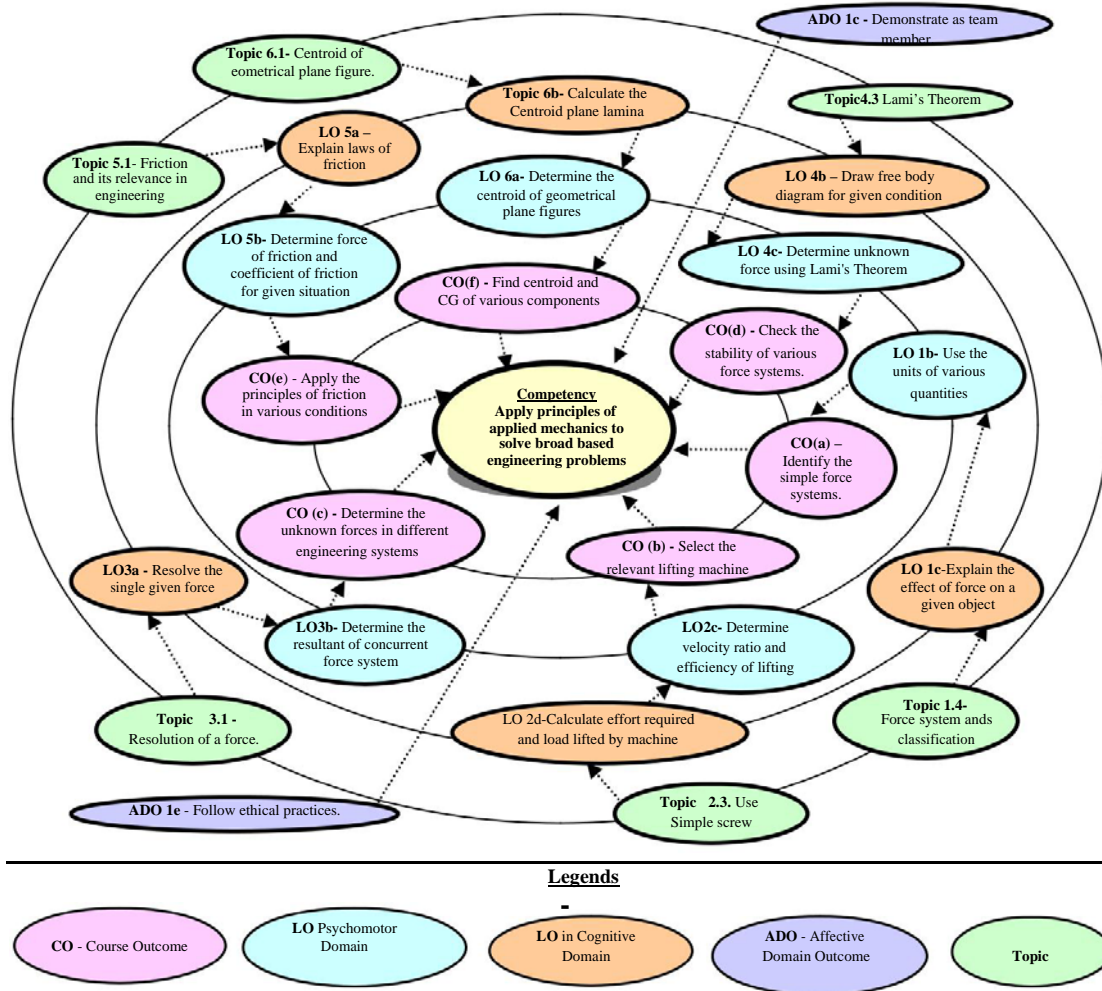 ADO 1c - Demonstrate as team
member
Topic 6.1- Centroid of
eometrical plane figure.
Topic 6b- Calculate the
Centroid plane lamina
Topic4.3 Lami's Theorem
LO 5a –
Explain laws of
friction
Topic 5.1- Friction
and its relevance in
engineering
LO 6a- Determine the
centroid of geometrical
plane figures
LO 4b – Draw free body
diagram for given condition
LO 5b- Determine force
of friction and
coefficient of friction
for given situation
LO 4c- Determine unknown
force using Lami's Theorem
CO(f) - Find centroid and
CG of various components
CO(d) - Check the
stability of various
force systems.
LO 1b- Use the
units of various
quantities
CO(e) - Apply the
principles of friction
in various conditions
Competency
Apply principles of
applied mechanics to
solve broad based
engineering problems
CO(a) –
Identify the
simple force
systems.
CO (c) - Determine the
unknown forces in different
engineering systems
CO (b) - Select the
relevant lifting machine
LO3a - Resolve the
single given force
LO 1c-Explain the
effect of force on a
given object
LO3b- Determine the
resultant of concurrent
force system
LO2c- Determine
velocity ratio and
efficiency of lifting
Topic 3.1 -
Resolution of a force.
LO 2d-Calculate effort required
and load lifted by machine
Topic 1.4-
Force system ands
classification
ADO 1e - Follow ethical practices.
Topic 2.3. Use
Simple screw
Legends
-
CO - Course Outcome
LO Psychomotor
Domain
LO in Cognitive
Domain
ADO - Affective
Domain Outcome
Topic